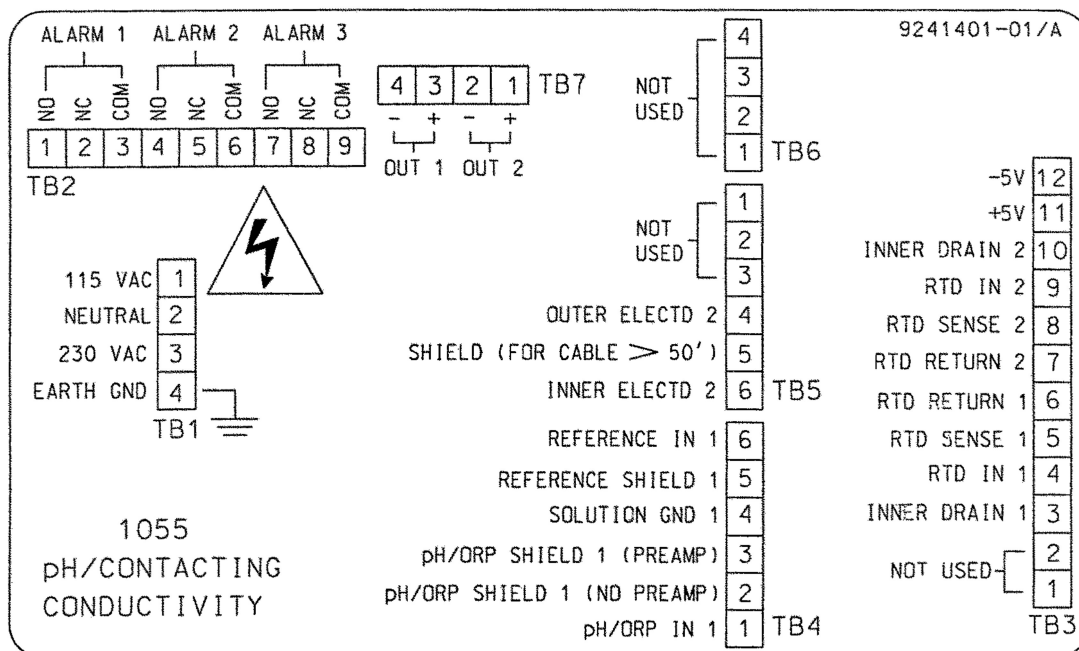 ALARM 1 ALARM 2 ALARM 3
NO NC COM NO NC COM NO NC COM
1 2 3 4 5 6 7 8 9
TB2
4 3 2 1 TB7
- + - +
OUT 1 OUT 2
9241401-01/A
NOT USED
4
3
2
1 TB6
115 VAC 1
NEUTRAL 2
230 VAC 3
EARTH GND 4
TB1
1055
pH/CONTACTING
CONDUCTIVITY
NOT USED
1
2
3
OUTER ELECTD 2 4
SHIELD (FOR CABLE > 50') 5
INNER ELECTD 2 6 TB5
REFERENCE IN 1 6
REFERENCE SHIELD 1 5
SOLUTION GND 1 4
pH/ORP SHIELD 1 (PREAMP) 3
pH/ORP SHIELD 1 (NO PREAMP) 2
pH/ORP IN 1 1 TB4
-5V 12
+5V 11
INNER DRAIN 2 10
RTD IN 2 9
RTD SENSE 2 8
RTD RETURN 2 7
RTD RETURN 1 6
RTD SENSE 1 5
RTD IN 1 4
INNER DRAIN 1 3
NOT USED
2
1
TB3